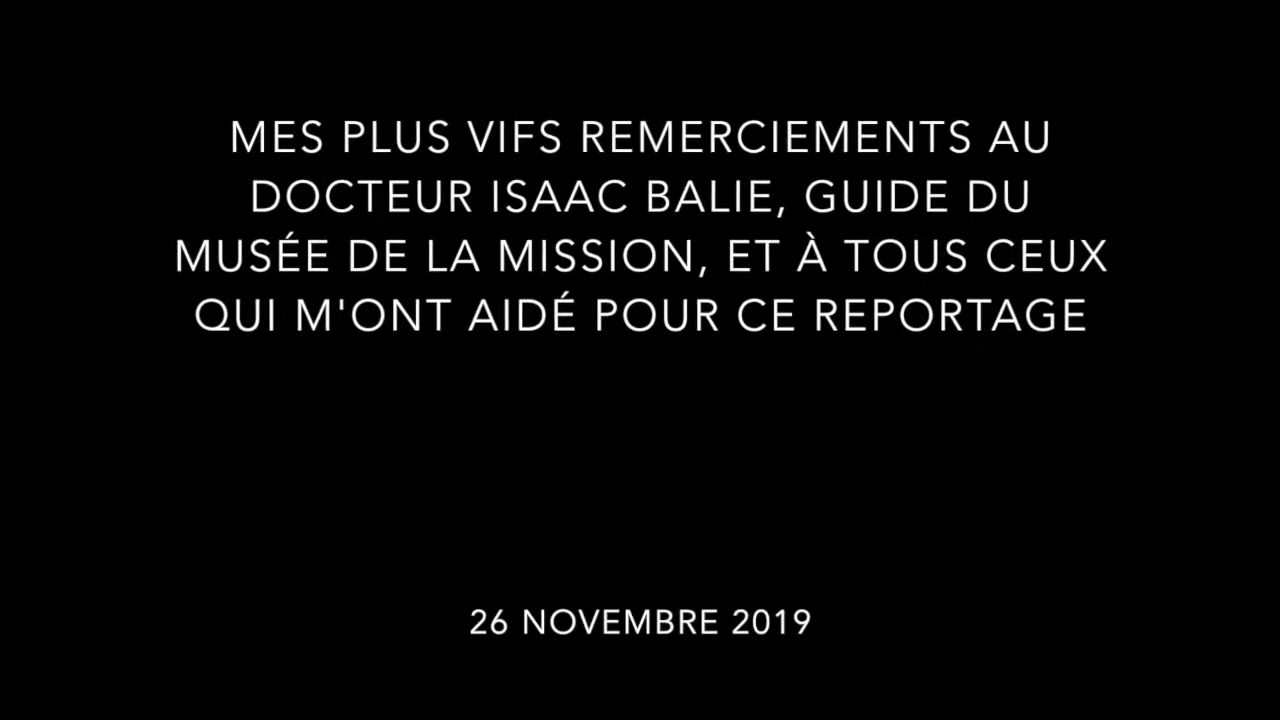 MES PLUS VIFS REMERCIEMENTS AU
DOCTEUR ISAAC BALIE, GUIDE DU
MUSÉE DE LA MISSION, ET À TOUS CEUX
QUI M'ONT AIDÉ POUR CE REPORTAGE
26 NOVEMBRE 2019